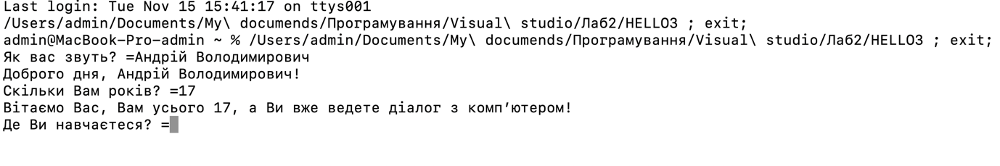 Last login: Tue Nov 15 15:41:17 on ttys001
/Users/admin/Documents/My\ documends/Програмування/Visual\ studio/Лаб2/HELLO3 ; exit;
admin@MacBook-Pro-admin ~ % /Users/admin/Documents/My\ documends/Програмування/Visual\ studio/Лаб2/HELLO3 ; exit;
Як вас звуть? =Андрій Володимирович
Доброго дня, Андрій Володимирович!
Скільки Вам років? =17
Вітаємо Вас, Вам усього 17, а Ви вже ведете діалог з комп’ютером!
Де Ви навчаєтеся? =